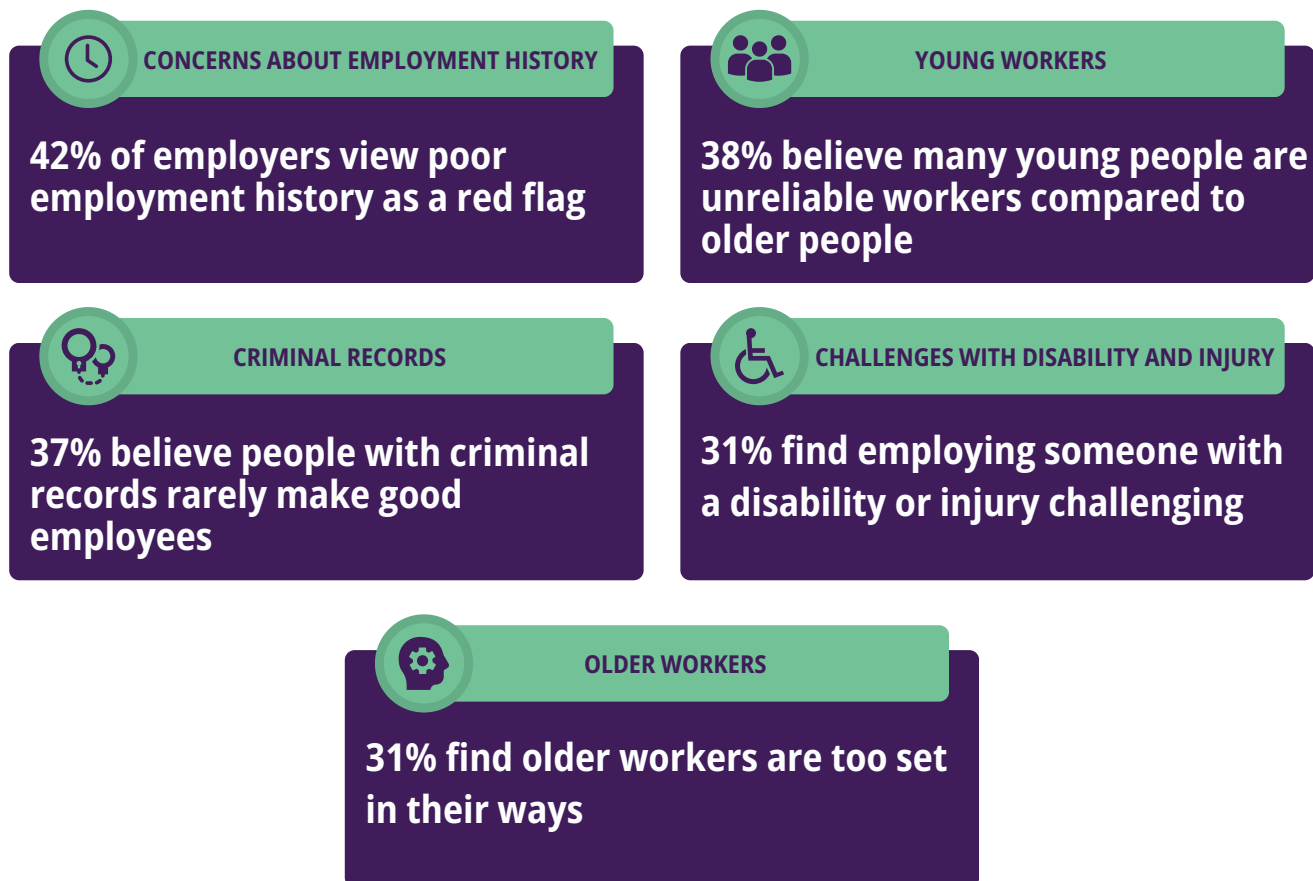 CONCERNS ABOUT EMPLOYMENT HISTORY
42% of employers view poor
employment history as a red flag
YOUNG WORKERS
38% believe many young people are
unreliable workers compared to
older people
CRIMINAL RECORDS
37% believe people with criminal
records rarely make good
employees
CHALLENGES WITH DISABILITY AND INJURY
31% find employing someone with
a disability or injury challenging
OLDER WORKERS
31% find older workers are too set
in their ways